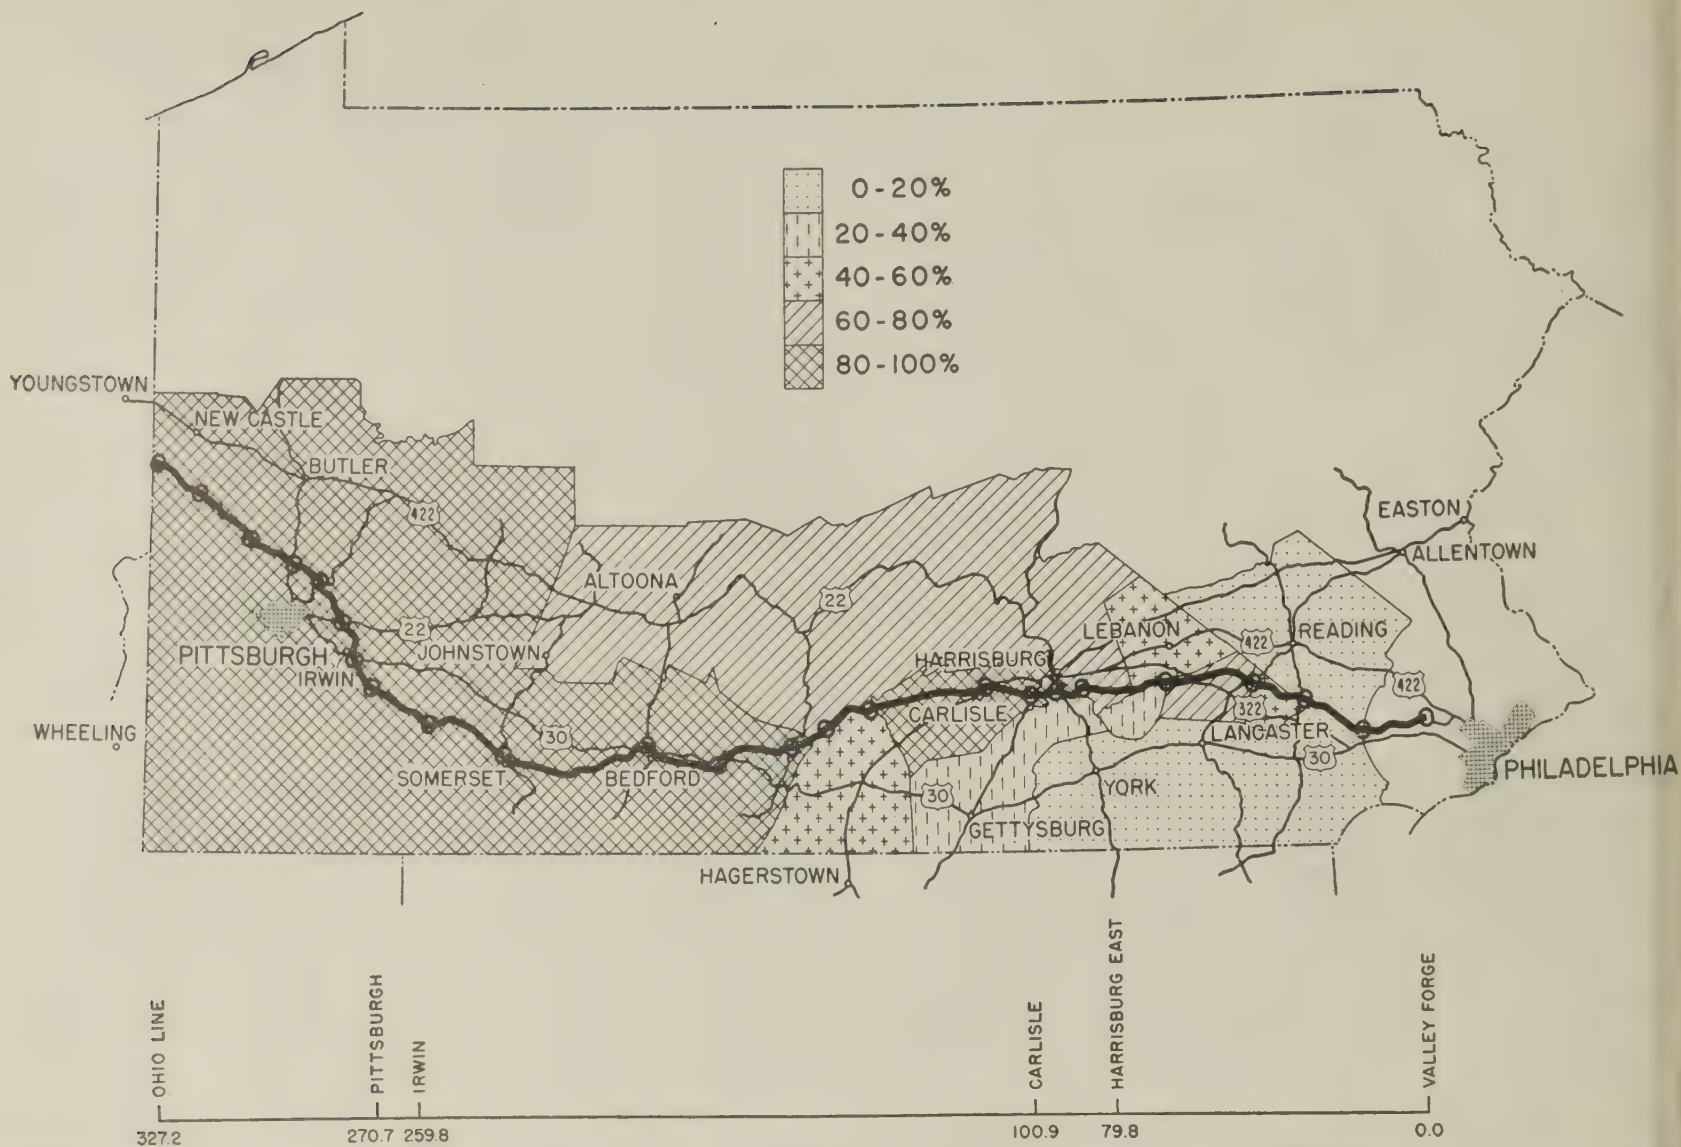 0-20%
20-40%
40-60%
60-80%
80-100%
YOUNGSTOWN
NEW CASTLE
BUTLER
422
EASTON
ALLENTOWN
ALTOONA
22
22
PITTSBURGH
JOHNSTOWN
IRWIN
HARRISBURG
LEBANON
422
READING
422
CARLISLE
322
LANCASTER
WHEELING
30
30
SOMERSET
BEDFORD
30
YORK
PHILADELPHIA
GETTYSBURG
HAGERSTOWN
OHIO LINE
PITTSBURGH
IRWIN
CARLISLE
HARRISBURG EAST
VALLEY FORGE
327.2
270.7
259.8
100.9
79.8
0.0